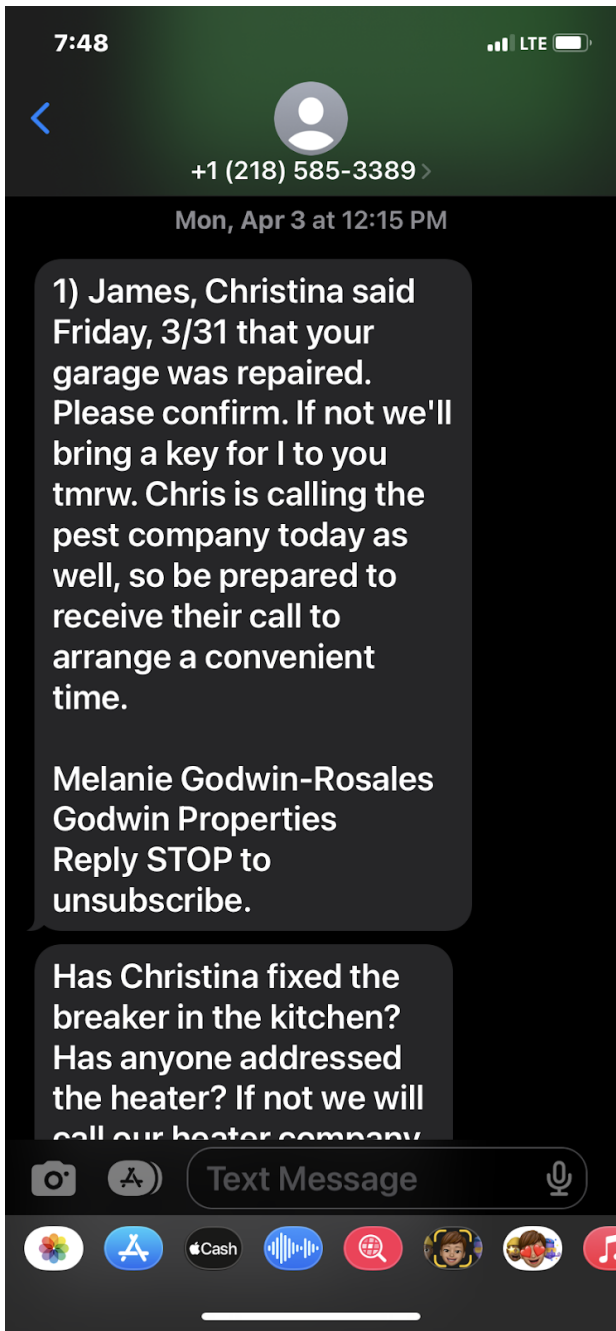 7:48
LTE
+1 (218) 585-3389
Mon, Apr 3 at 12:15 PM
1) James, Christina said
Friday, 3/31 that your
garage was repaired.
Please confirm. If not we'll
bring a key for I to you
tmrw. Chris is calling the
pest company today as
well, so be prepared to
receive their call to
arrange a convenient
time.
Melanie Godwin-Rosales
Godwin Properties
Reply STOP to
unsubscribe.
Has Christina fixed the
breaker in the kitchen?
Has anyone addressed
the heater? If not we will
call our heater company
Text Message
Cash